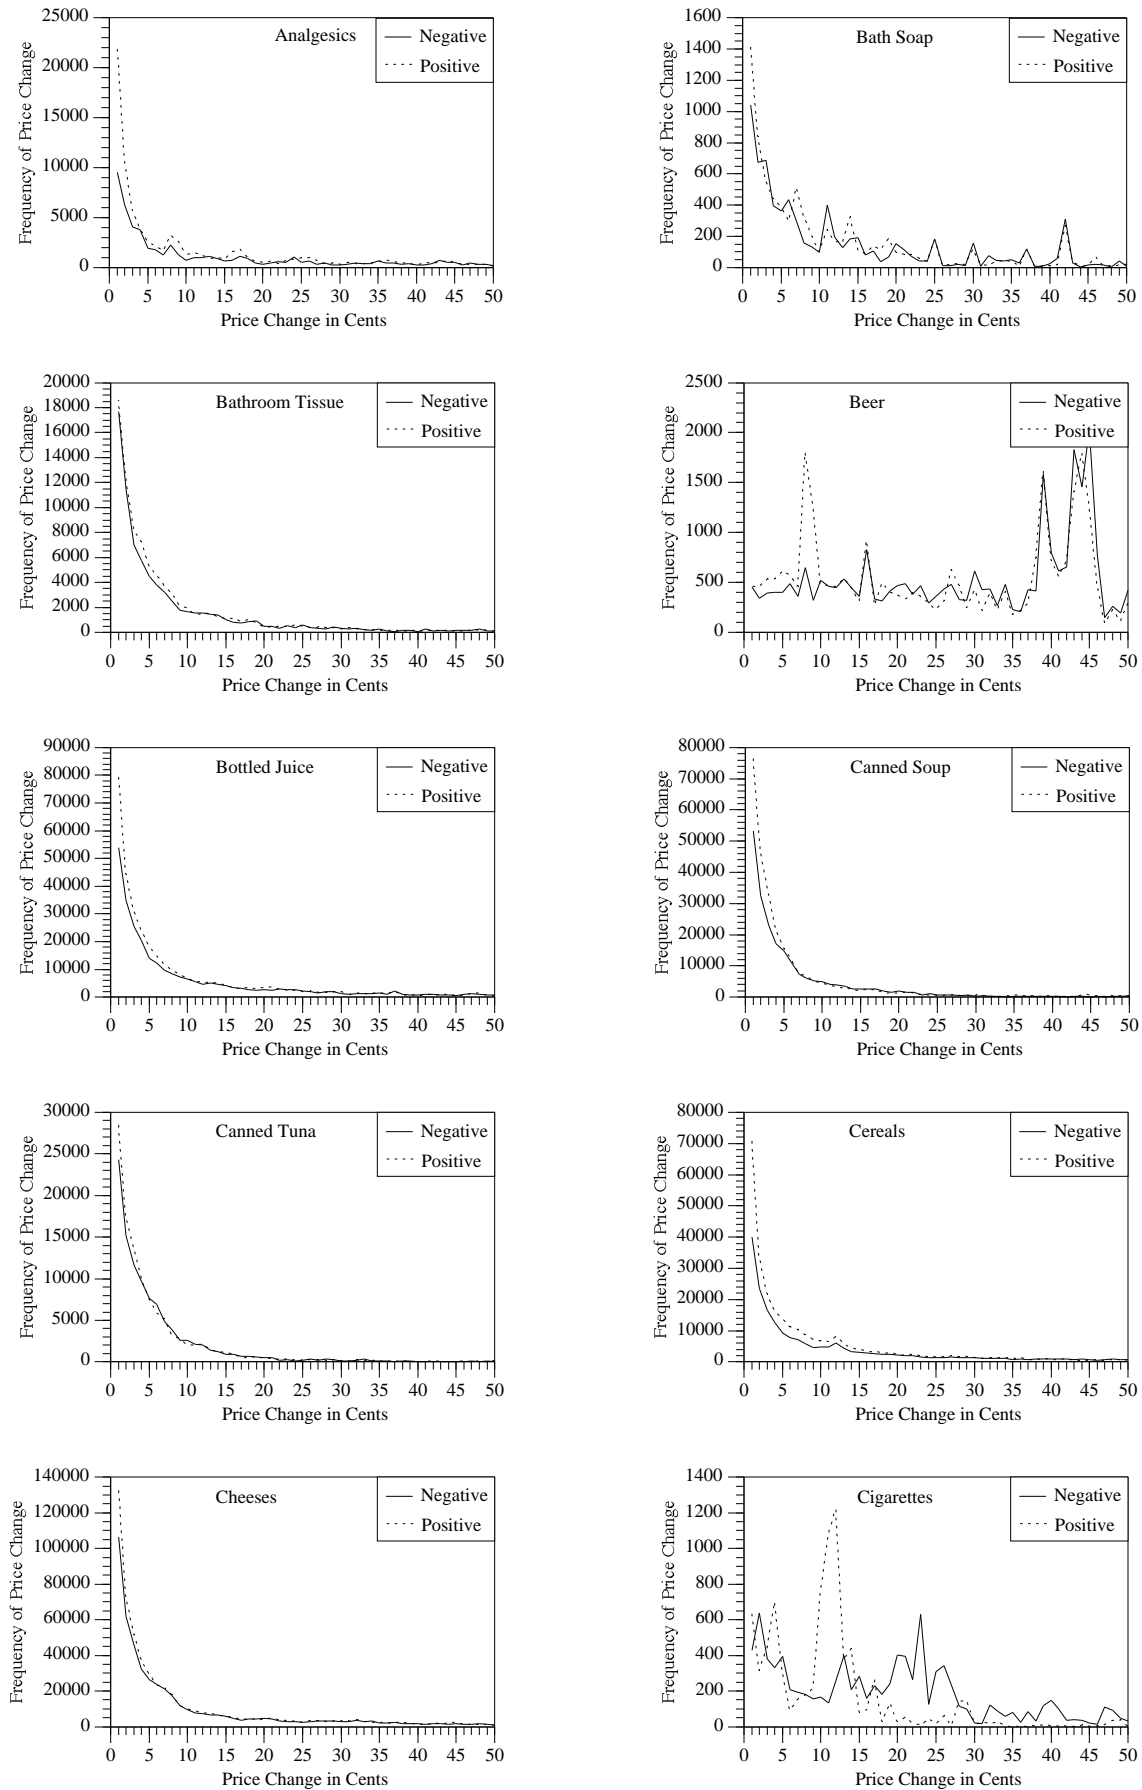 Analgesics
Negative
Positive
25000
20000
15000
10000
5000
0
Frequency of Price Change
0 5 10 15 20 25 30 35 40 45 50
Price Change in Cents
Bath Soap
Negative
Positive
1600
1400
1200
1000
800
600
400
200
0
Frequency of Price Change
0 5 10 15 20 25 30 35 40 45 50
Price Change in Cents
Bathroom Tissue
Negative
Positive
20000
18000
16000
14000
12000
10000
8000
6000
4000
2000
0
Frequency of Price Change
0 5 10 15 20 25 30 35 40 45 50
Price Change in Cents
Beer
Negative
Positive
2500
2000
1500
1000
500
0
Frequency of Price Change
0 5 10 15 20 25 30 35 40 45 50
Price Change in Cents
Bottled Juice
Negative
Positive
90000
80000
70000
60000
50000
40000
30000
20000
10000
0
Frequency of Price Change
0 5 10 15 20 25 30 35 40 45 50
Price Change in Cents
Canned Soup
Negative
Positive
80000
70000
60000
50000
40000
30000
20000
10000
0
Frequency of Price Change
0 5 10 15 20 25 30 35 40 45 50
Price Change in Cents
Canned Tuna
Negative
Positive
30000
25000
20000
15000
10000
5000
0
Frequency of Price Change
0 5 10 15 20 25 30 35 40 45 50
Price Change in Cents
Cereals
Negative
Positive
80000
70000
60000
50000
40000
30000
20000
10000
0
Frequency of Price Change
0 5 10 15 20 25 30 35 40 45 50
Price Change in Cents
Cheeses
Negative
Positive
140000
120000
100000
80000
60000
40000
20000
0
Frequency of Price Change
0 5 10 15 20 25 30 35 40 45 50
Price Change in Cents
Cigarettes
Negative
Positive
1400
1200
1000
800
600
400
200
0
Frequency of Price Change
0 5 10 15 20 25 30 35 40 45 50
Price Change in Cents